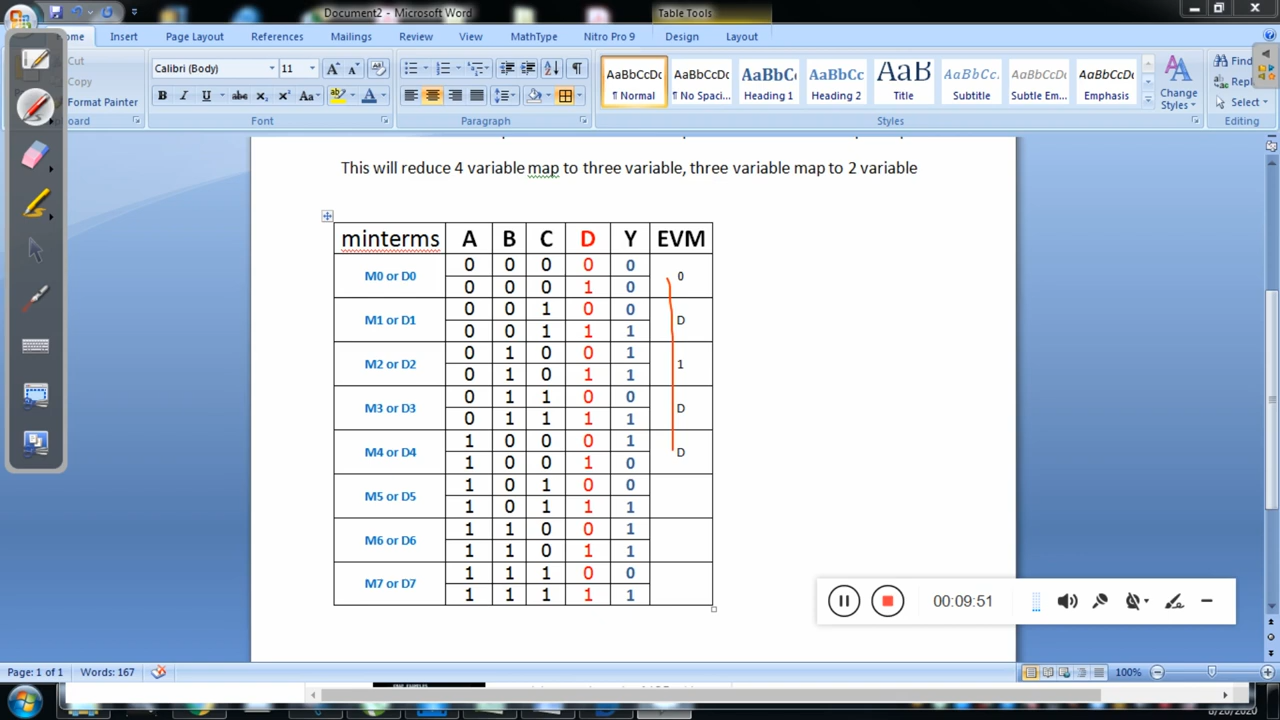 Document2 - Microsoft Word Table Tools
Home Insert Page Layout References Mailings Review View MathType Nitro Pro 9 Design Layout
Cut
Copy
Format Painter
Calibri (Body) 11
AaBbCcDc AaBbCcDc AaBbC AaBbCc AaB AaBbCc. AaBbCcDc AaBbCcDc
¶ Normal ¶ No Spaci... Heading 1 Heading 2 Title Subtitle Subtle Em... Emphasis
Change Styles
Find
Repl
Select
Font Paragraph Styles Editing
This will reduce 4 variable map to three variable, three variable map to 2 variable
minterms A B C D Y EVM
M0 or D0 0 0 0 0 0 0
0 0 0 1 0
M1 or D1 0 0 1 0 0 D
0 0 1 1 1
M2 or D2 0 1 0 0 1 1
0 1 0 1 1
M3 or D3 0 1 1 0 0 D
0 1 1 1 1
M4 or D4 1 0 0 0 1 D
1 0 0 1 0
M5 or D5 1 0 1 0 0
1 0 1 1 1
M6 or D6 1 1 0 0 1
1 1 0 1 1
M7 or D7 1 1 1 0 0
1 1 1 1 1
00:09:51
Page: 1 of 1 Words: 167 100%